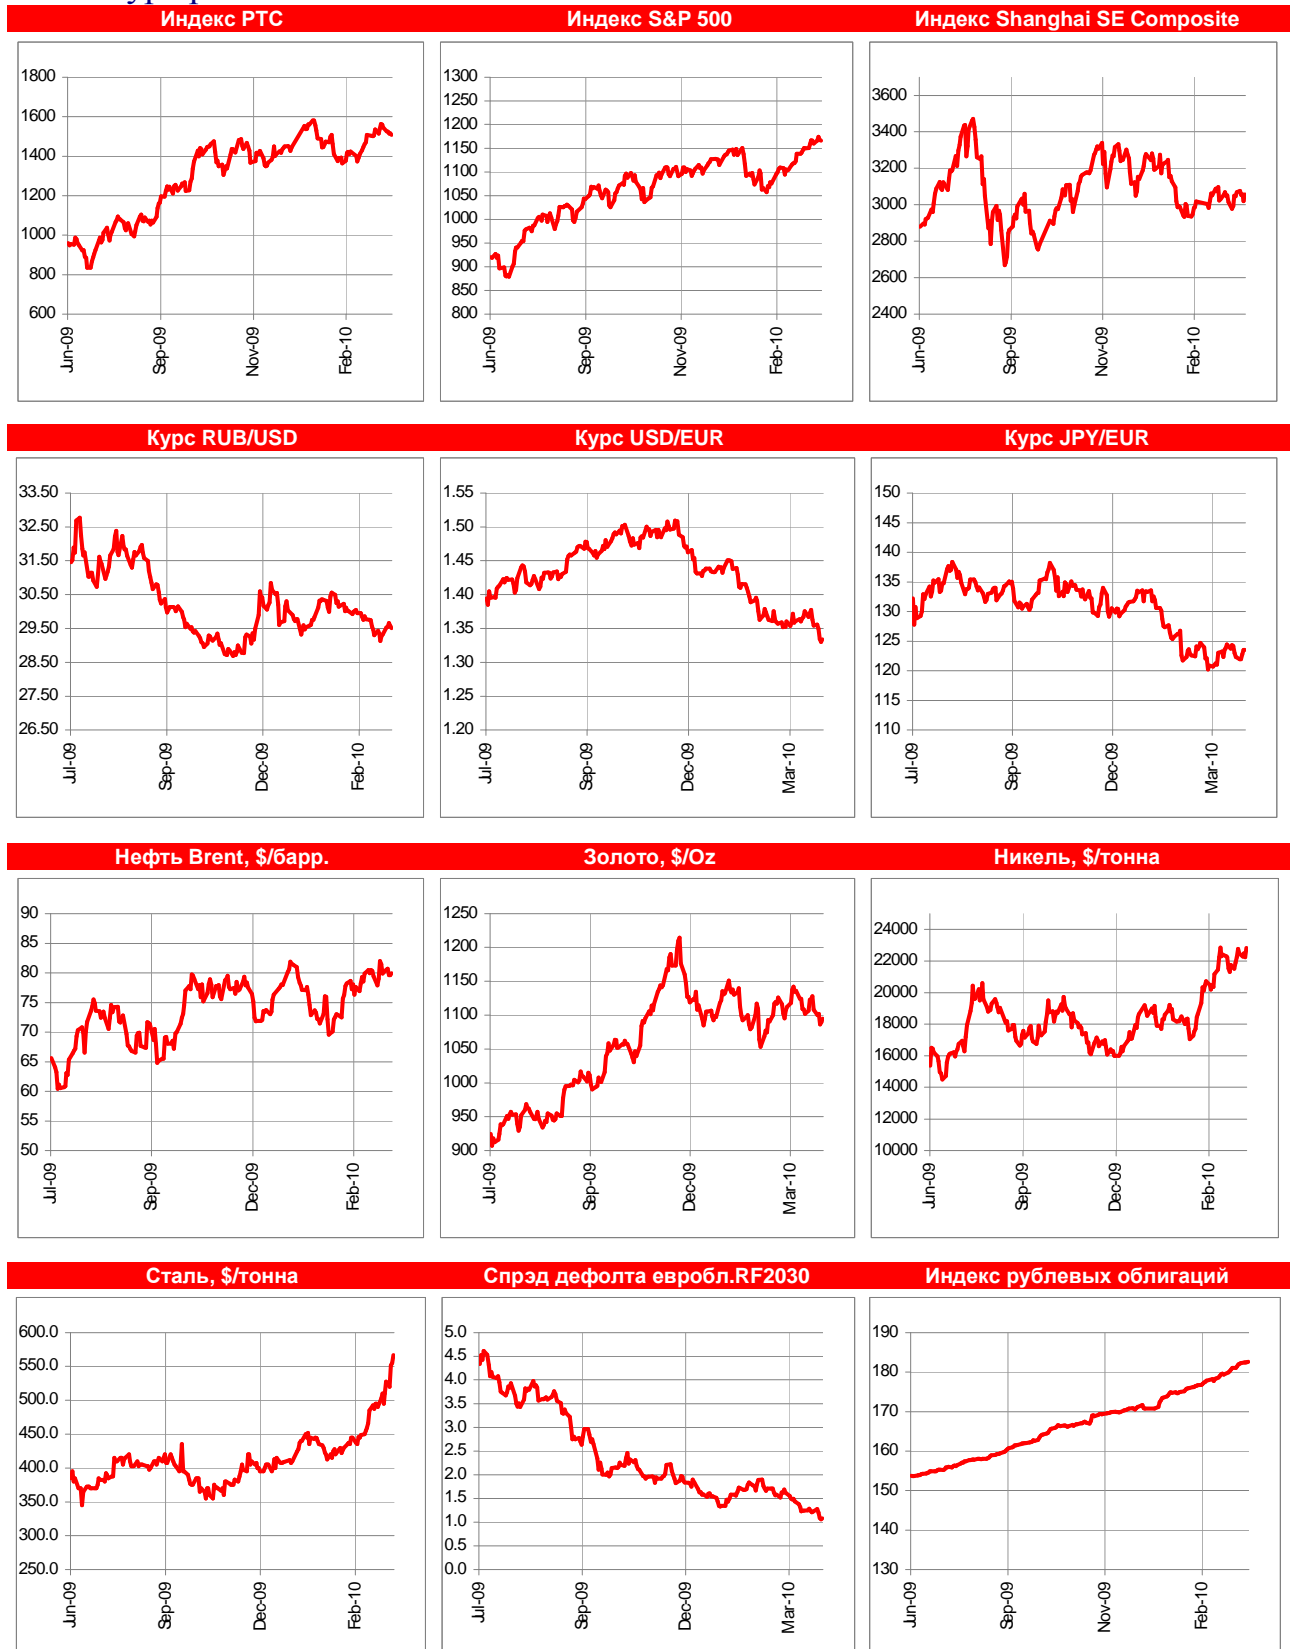 Индекс РТС
Индекс S&P 500
Индекс Shanghai SE Composite
1800
1600
1400
1200
1000
800
600
Jun-09
Sep-09
Nov-09
Feb-10
1300
1250
1200
1150
1100
1050
1000
950
900
850
800
Jun-09
Sep-09
Nov-09
Feb-10
3600
3400
3200
3000
2800
2600
2400
Jun-09
Sep-09
Nov-09
Feb-10
Курс RUB/USD
Курс USD/EUR
Курс JPY/EUR
33.50
32.50
31.50
30.50
29.50
28.50
27.50
26.50
Jul-09
Sep-09
Dec-09
Feb-10
1.55
1.50
1.45
1.40
1.35
1.30
1.25
1.20
Jul-09
Sep-09
Dec-09
Mar-10
150
145
140
135
130
125
120
115
110
Jul-09
Sep-09
Dec-09
Mar-10
Нефть Brent, $/барр.
Золото, $/Oz
Никель, $/тонна
90
85
80
75
70
65
60
55
50
Jul-09
Sep-09
Dec-09
Feb-10
1250
1200
1150
1100
1050
1000
950
900
Jul-09
Sep-09
Dec-09
Mar-10
24000
22000
20000
18000
16000
14000
12000
10000
Jun-09
Sep-09
Dec-09
Feb-10
Сталь, $/тонна
Спрэд дефолта евробл.RF2030
Индекс рублевых облигаций
600.0
550.0
500.0
450.0
400.0
350.0
300.0
250.0
Jun-09
Sep-09
Dec-09
Feb-10
5.0
4.5
4.0
3.5
3.0
2.5
2.0
1.5
1.0
0.5
0.0
Jul-09
Sep-09
Dec-09
Mar-10
190
180
170
160
150
140
130
Jun-09
Sep-09
Nov-09
Feb-10